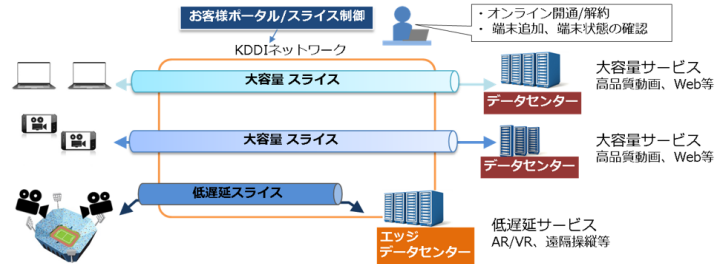 お客様ポータル/スライス制御
・オンライン開通/解約
・ 端末追加、端末状態の確認
KDDIネットワーク
大容量 スライス
データセンター
大容量サービス
高品質動画、Web等
大容量 スライス
データセンター
大容量サービス
高品質動画、Web等
低遅延スライス
エッジ
データセンター
低遅延サービス
AR/VR、遠隔操縦等